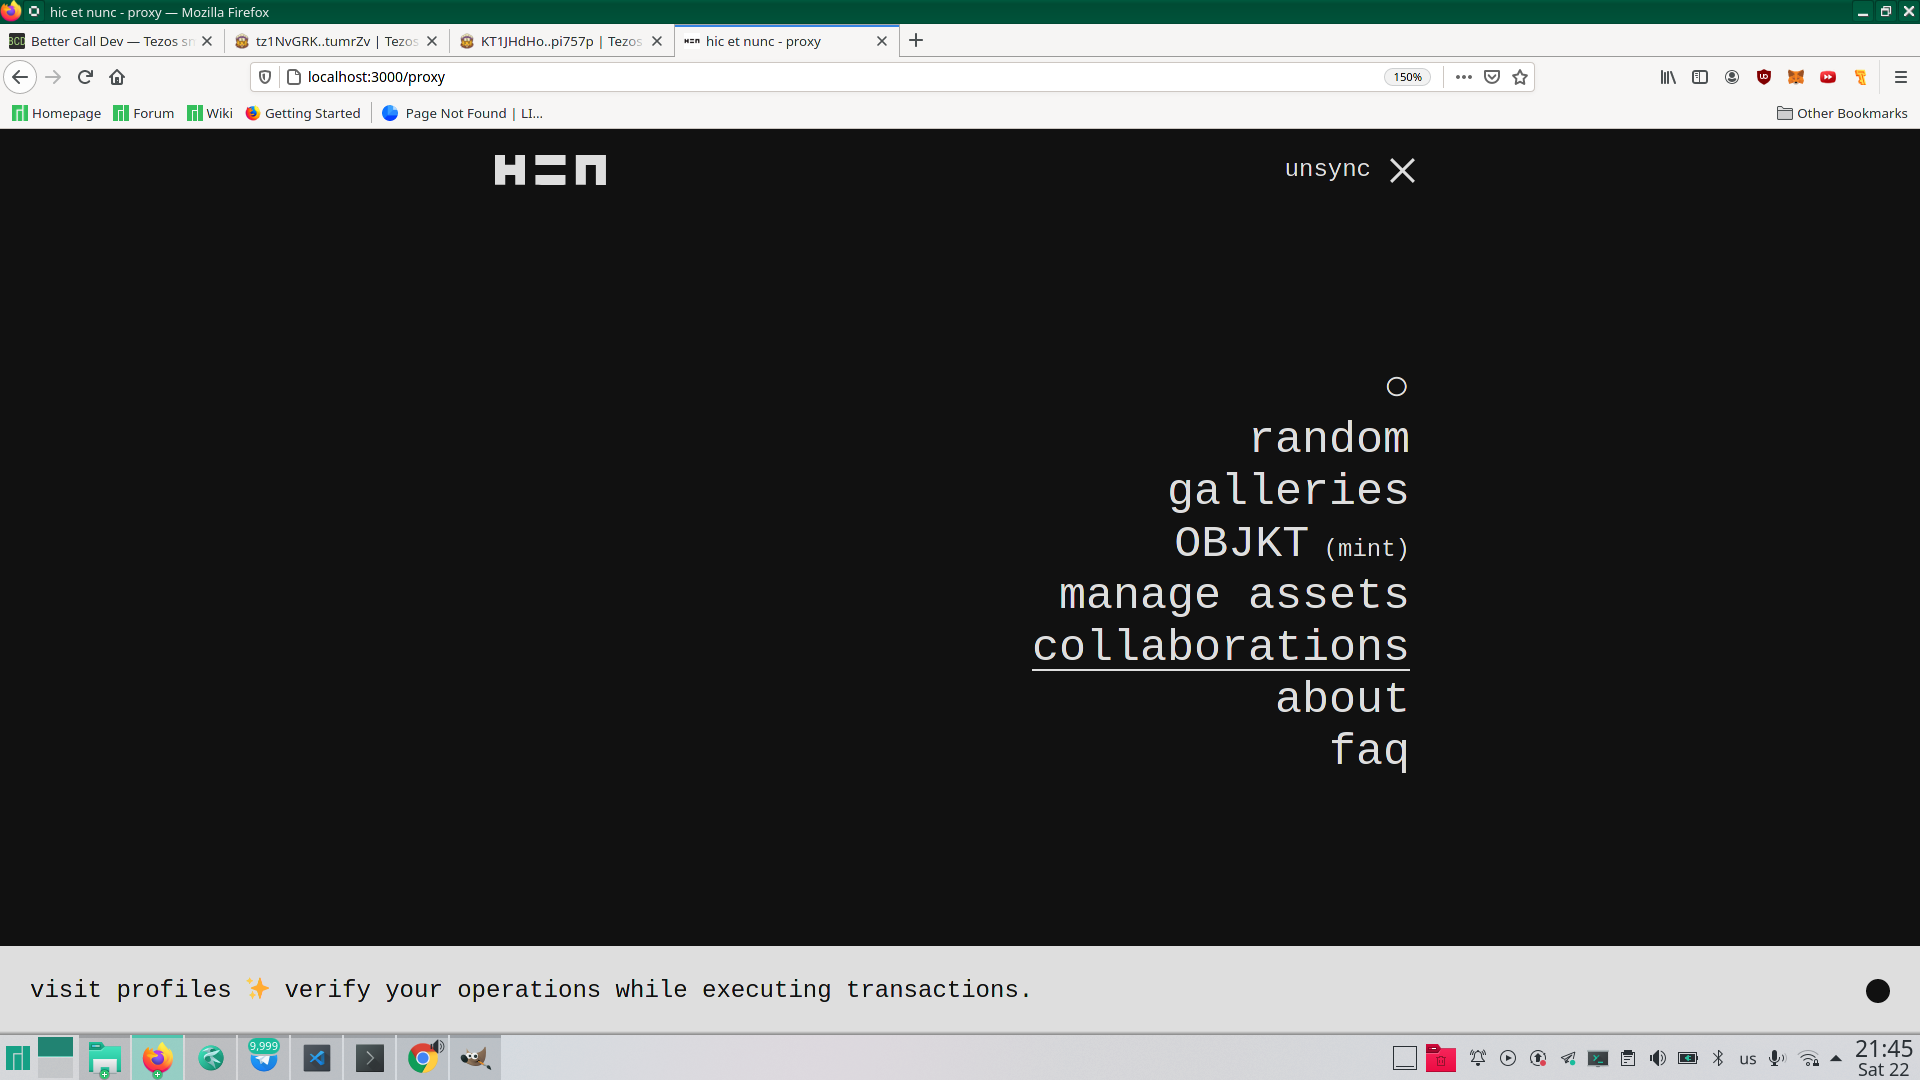 hic et nunc - proxy — Mozilla Firefox
Better Call Dev — Tezos sn
tz1NvGRK..tumrZv | Tezos
KT1JHdHo..pi757p | Tezos
hic et nunc - proxy
localhost:3000/proxy
150%
Homepage
Forum
Wiki
Getting Started
Page Not Found | LI...
Other Bookmarks
unsync
random
galleries
OBJKT (mint)
manage assets
collaborations
about
faq
visit profiles ✨ verify your operations while executing transactions.
9,999
us
21:45
Sat 22